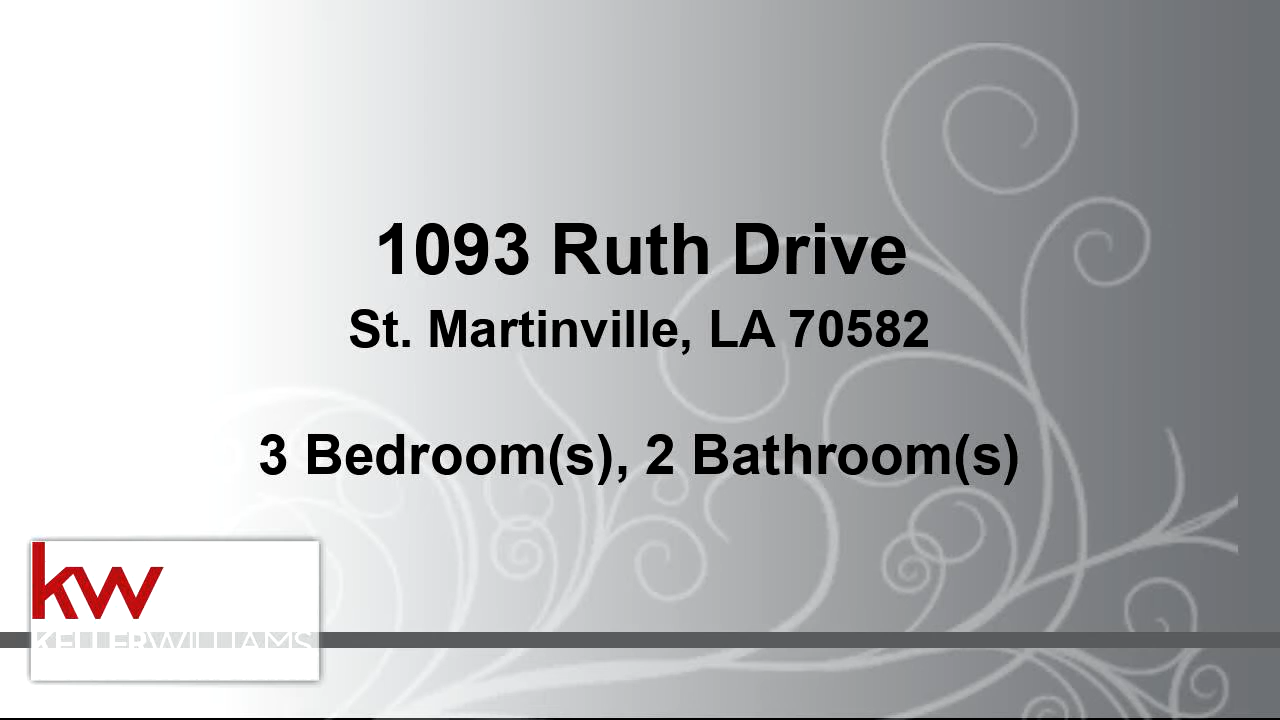 1093 Ruth Drive
St. Martinville, LA 70582
3 Bedroom(s), 2 Bathroom(s)
kw
KELLERWILLIAMS